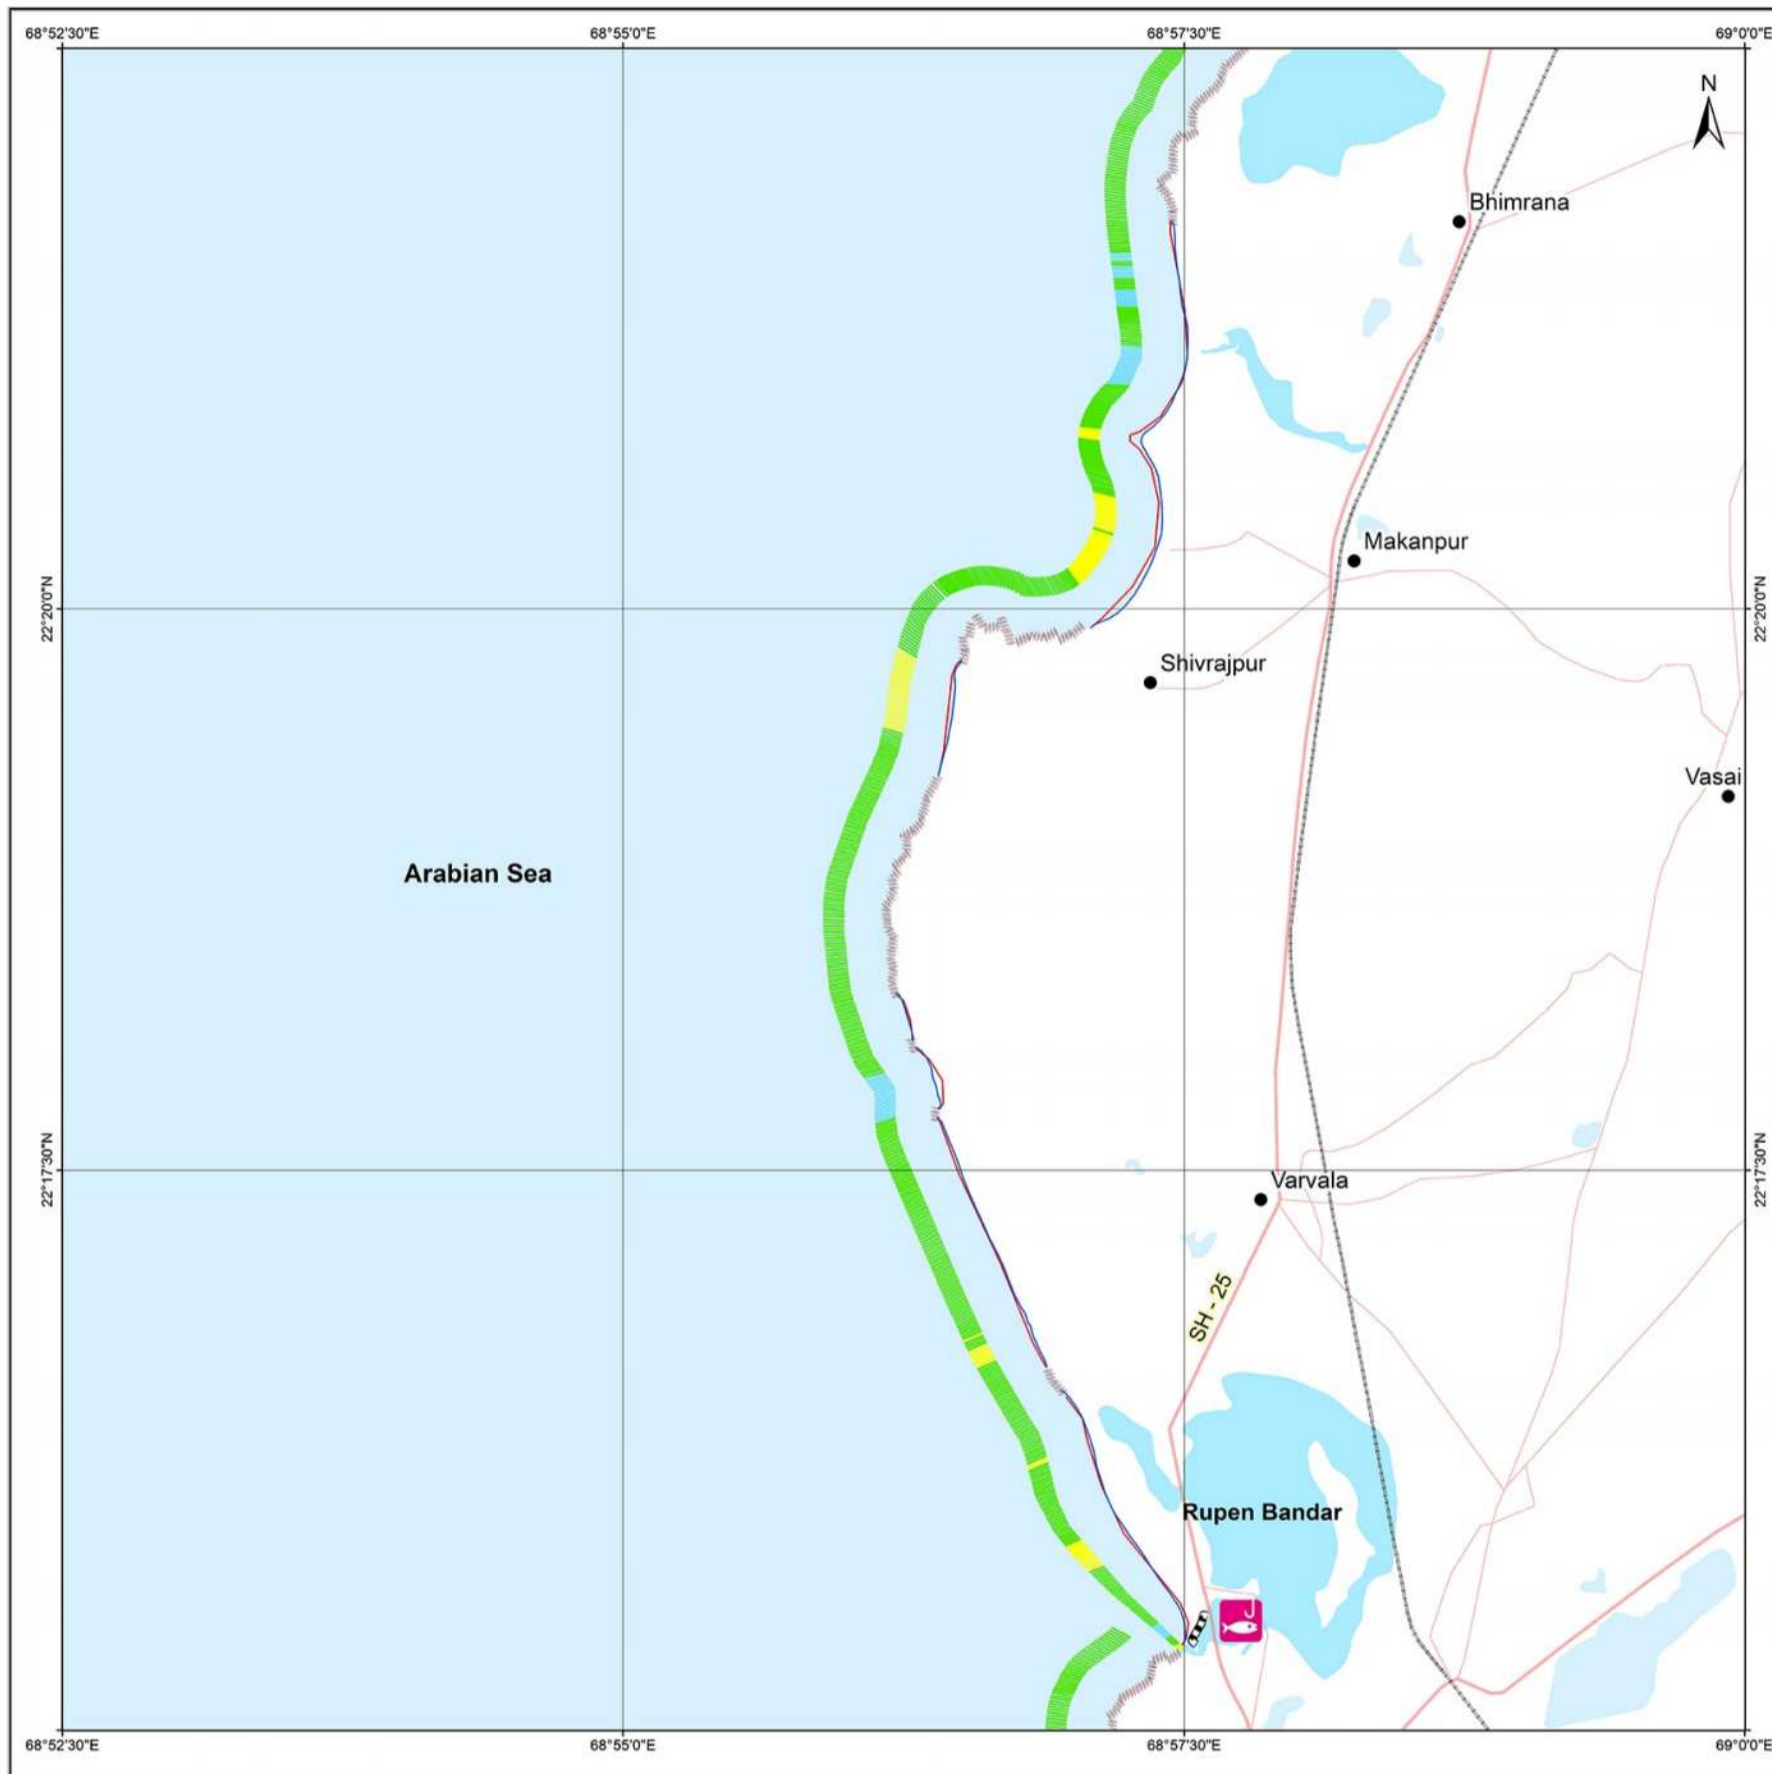 68°52'30"E
68°55'0"E
68°57'30"E
69°0'0"E
N
Bhimrana
Makanpur
22°20'0"N
22°20'0"N
Shivrajpur
Vasai
Arabian Sea
22°17'30"N
22°17'30"N
Varvala
SH - 25
Rupen Bandar
68°52'30"E
68°55'0"E
68°57'30"E
69°0'0"E